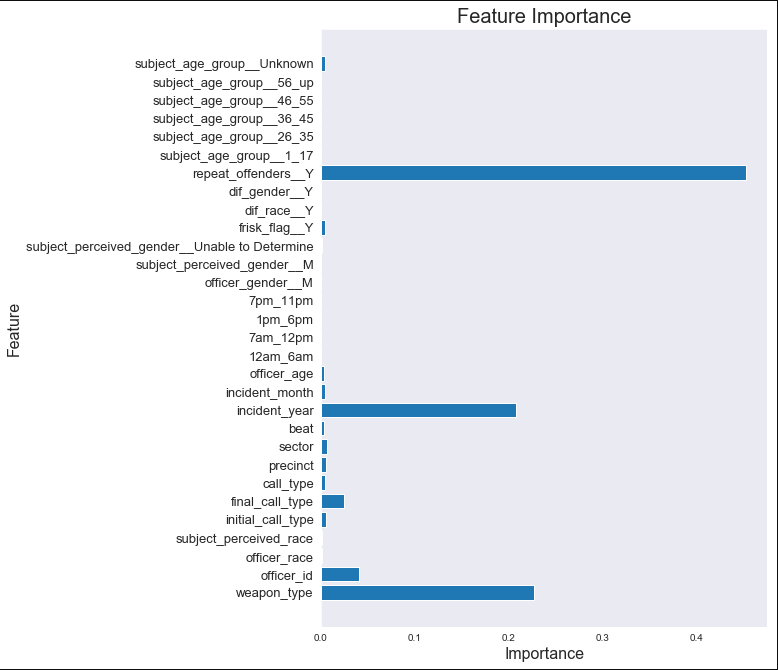 Feature Importance
subject_age_group__Unknown
subject_age_group__56_up
subject_age_group__46_55
subject_age_group__36_45
subject_age_group__26_35
subject_age_group__1_17
repeat_offenders__Y
dif_gender__Y
dif_race__Y
frisk_flag__Y
subject_perceived_gender__Unable to Determine
subject_perceived_gender__M
officer_gender__M
7pm_11pm
1pm_6pm
7am_12pm
12am_6am
officer_age
incident_month
incident_year
beat
sector
precinct
call_type
final_call_type
initial_call_type
subject_perceived_race
officer_race
officer_id
weapon_type
Feature
0.0 0.1 0.2 0.3 0.4
Importance